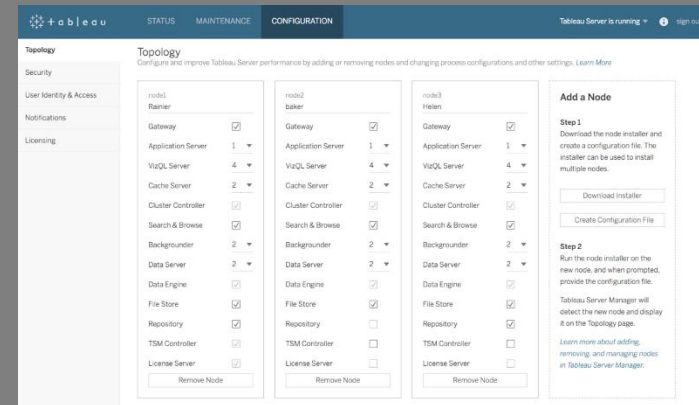 +ableau
STATUS
MAINTENANCE
CONFIGURATION
Tableau Server is running
sign out
Topology
Security
User Identity & Access
Notifications
Licensing
Topology
Configure and improve Tableau Server performance by adding or removing nodes and changing process configurations and other settings. Learn More
node1
Rainier
Gateway
Application Server 1
VizQL Server 4
Cache Server 2
Cluster Controller
Search & Browse
Backgrounder 2
Data Server 2
Data Engine
File Store
Repository
TSM Controller
License Server
Remove Node
node2
baker
Gateway
Application Server 1
VizQL Server 4
Cache Server 2
Cluster Controller
Search & Browse
Backgrounder 2
Data Server 2
Data Engine
File Store
Repository
TSM Controller
License Server
Remove Node
node3
Helen
Gateway
Application Server 1
VizQL Server 4
Cache Server 2
Cluster Controller
Search & Browse
Backgrounder 2
Data Server 2
Data Engine
File Store
Repository
TSM Controller
License Server
Remove Node
Add a Node
Step 1
Download the node installer and
create a configuration file. The
installer can be used to install
multiple nodes.
Download Installer
Create Configuration File
Step 2
Run the node installer on the
new node, and when prompted,
provide the configuration file.
Tableau Server Manager will
detect the new node and display
it on the Topology page.
Learn more about adding,
removing, and managing nodes
in Tableau Server Manager.